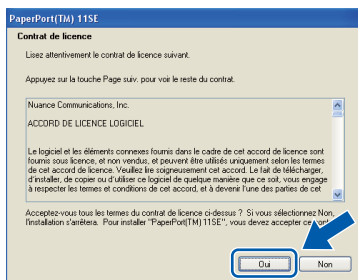 PaperPort(TM) 11SE
Contrat de licence
Lisez attentivement le contrat de licence suivant.
Appuyez sur la touche Page suiv. pour voir le reste du contrat.
Nuance Communications, Inc.
ACCORD DE LICENCE LOGICIEL
Le logiciel et les éléments connexes fournis dans le cadre de cet accord de licence sont
fournis sous licence, et non vendus, et peuvent être utilisés uniquement selon les termes
de cet accord de licence. Veuillez lire soigneusement cet accord. Le fait de télécharger,
d'installer, de copier ou d'utiliser ce logiciel de quelque manière que ce soit, vous engage
à respecter les termes et conditions de cet accord, et à devenir l'une des parties de cet
Acceptez-vous tous les termes du contrat de licence ci-dessus ? Si vous sélectionnez Non,
l'installation s'arrêtera. Pour installer "PaperPort(TM) 11SE", vous devez accepter ce
Oui
Non